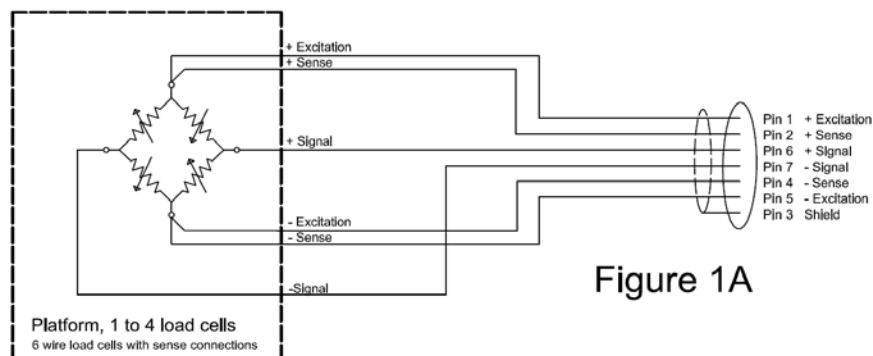 + Excitation
+ Sense
+ Signal
- Excitation
- Sense
-Signal
Platform, 1 to 4 load cells
6 wire load cells with sense connections
Pin 1 + Excitation
Pin 2 + Sense
Pin 6 + Signal
Pin 7 - Signal
Pin 4 - Sense
Pin 5 - Excitation
Pin 3 Shield
Figure 1A